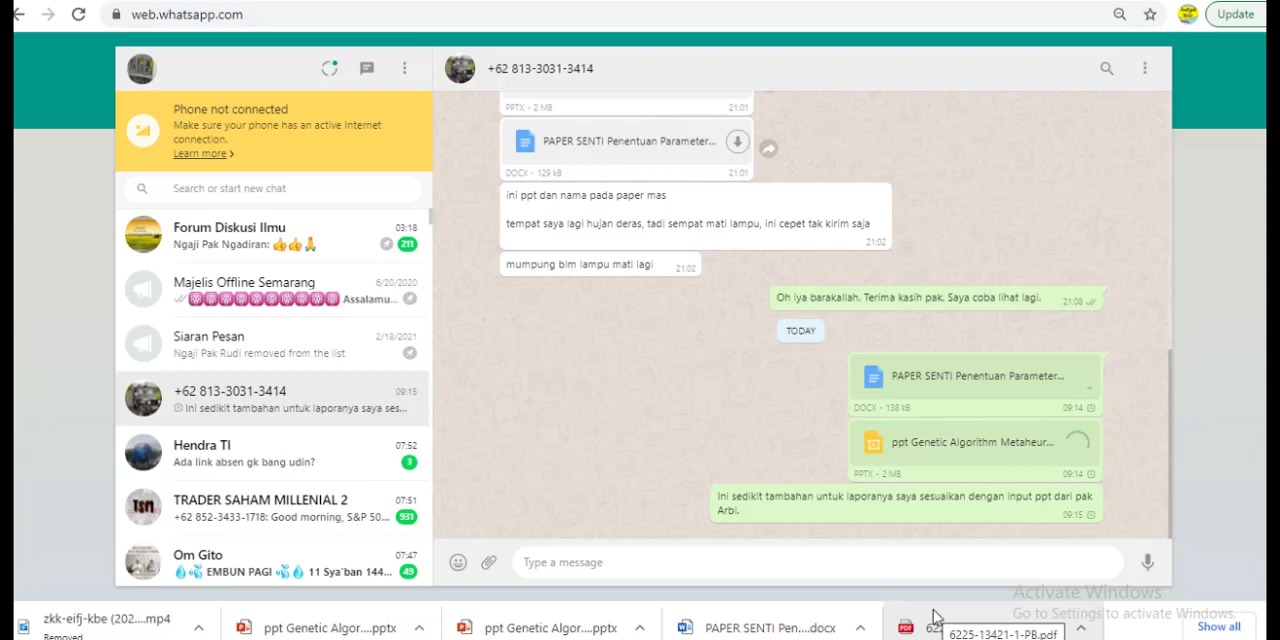 web.whatsapp.com
Update
Phone not connected
Make sure your phone has an active Internet
connection.
Learn more >
Search or start new chat
Forum Diskusi Ilmu 03:18
Ngaji Pak Ngadiran: 👍👍🙏 211
Majelis Offline Semarang 6/20/2020
Assalamu...
Siaran Pesan 2/18/2021
Ngaji Pak Rudi removed from the list
+62 813-3031-3414 09:15
Ini sedikit tambahan untuk laporanya saya ses...
Hendra TI 07:52
Ada link absen gk bang udin? 3
TRADER SAHAM MILLENIAL 2 07:51
+62 852-3433-1718: Good morning, S&P 50... 931
Om Gito 07:47
💧💦 EMBUN PAGI 💦💧 11 Sya'ban 144... 49
+62 813-3031-3414
PPTX • 2 MB 21:01
PAPER SENTI Penentuan Parameter...
DOCX • 129 kB 21:01
ini ppt dan nama pada paper mas
tempat saya lagi hujan deras, tadi sempat mati lampu, ini cepet tak kirim saja
21:02
mumpung blm lampu mati lagi 21:02
Oh iya barakallah. Terima kasih pak. Saya coba lihat lagi. 21:08
TODAY
PAPER SENTI Penentuan Parameter...
DOCX • 138 kB 09:14
ppt Genetic Algorithm Metaheur...
PPTX • 2 MB 09:14
Ini sedikit tambahan untuk laporanya saya sesuaikan dengan input ppt dari pak
Arbi. 09:15
Type a message
Activate Windows
Go to Settings to activate Windows.
zkk-eifj-kbe (202....mp4
Removed
ppt Genetic Algor....pptx
ppt Genetic Algor....pptx
PAPER SENTI Pen....docx
6225-13421-1-PB.pdf
Show all